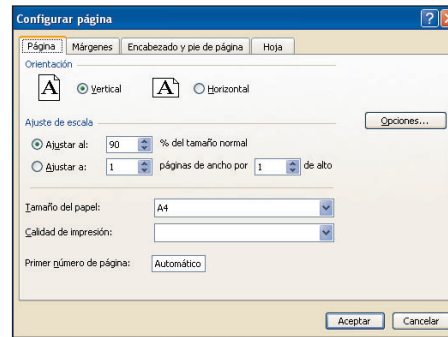 Configurar página
Página Márgenes Encabezado y pie de página Hoja
Orientación
A Vertical A Horizontal
Ajuste de escala
Opciones...
Ajustar al: 90 % del tamaño normal
Ajustar a: 1 páginas de ancho por 1 de alto
Tamaño del papel: A4
Calidad de impresión:
Primer número de página: Automático
Aceptar Cancelar